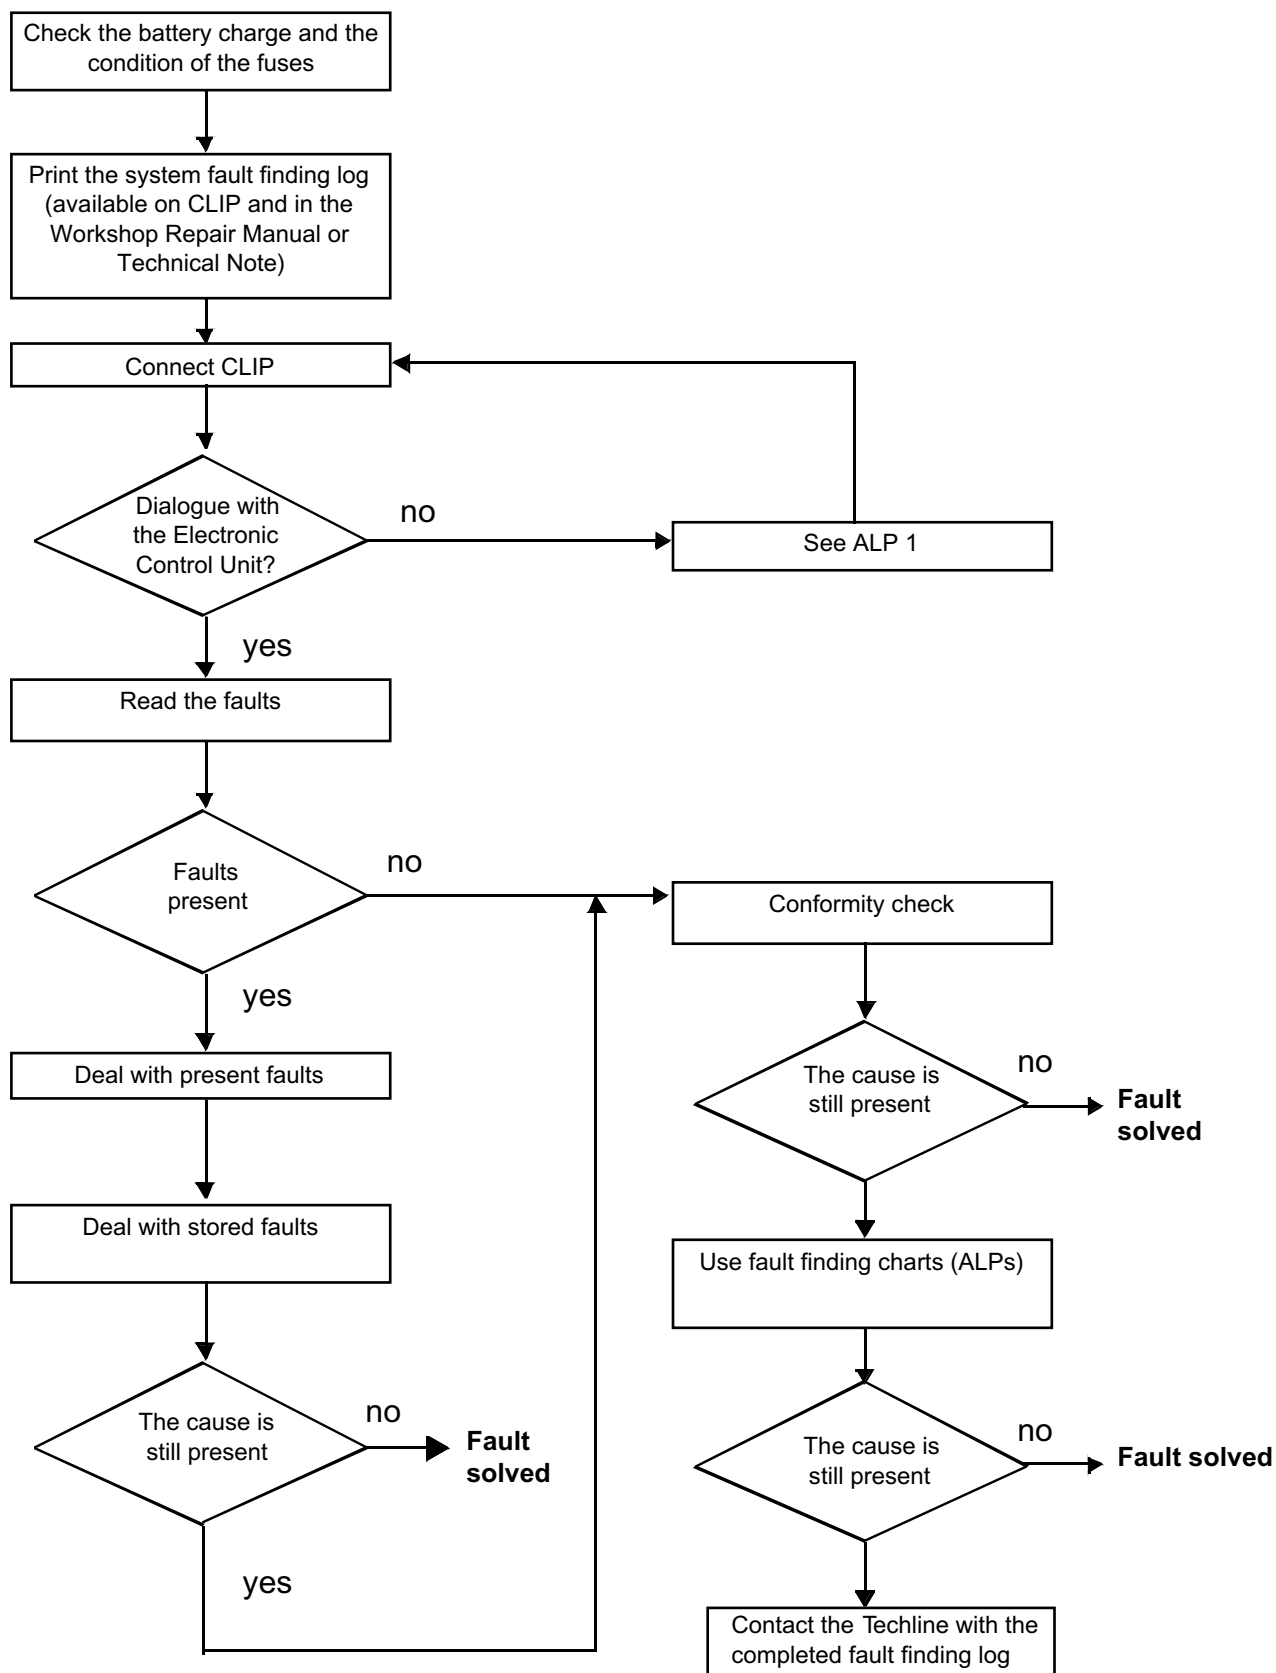 Check the battery charge and the
condition of the fuses
Print the system fault finding log
(available on CLIP and in the
Workshop Repair Manual or
Technical Note)
Connect CLIP
Dialogue with
the Electronic
Control Unit?
no
See ALP 1
yes
Read the faults
Faults
present
no
Conformity check
yes
Deal with present faults
The cause is
still present
no
Fault
solved
Deal with stored faults
Use fault finding charts (ALPs)
The cause is
still present
no
Fault
solved
The cause is
still present
no
Fault solved
yes
Contact the Techline with the
completed fault finding log